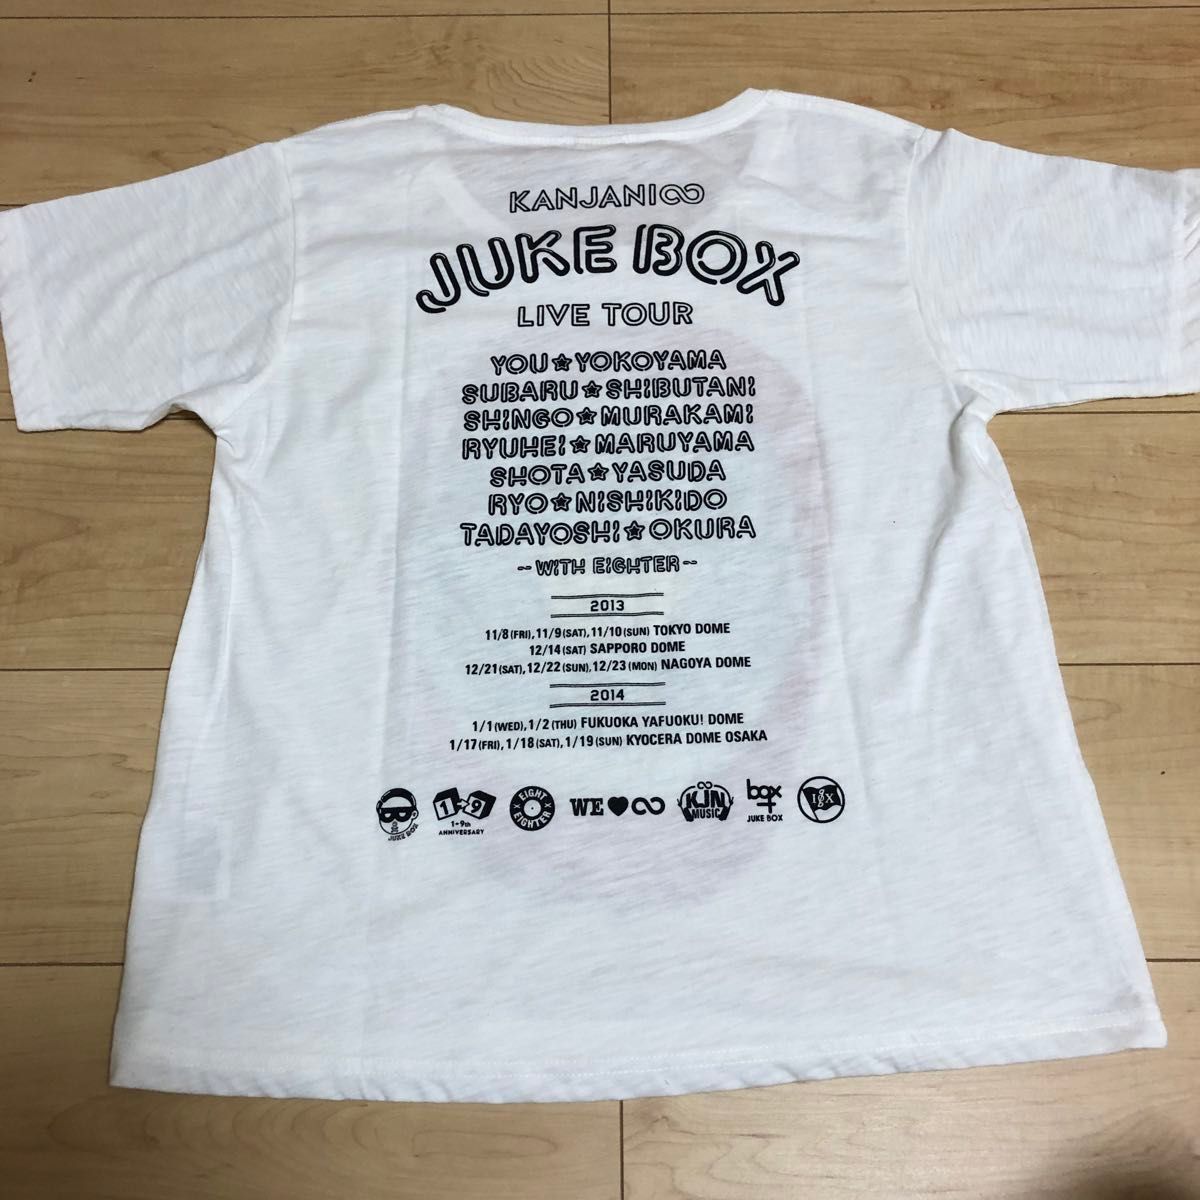 KANJANI∞
JUKE BOX
LIVE TOUR
YOU★YOKOYAMA
SUBARU★SHIBUTANI
SHINGO★MURAKAMI
RYUHEI★MARUYAMA
SHOTA★YASUDA
RYO★NISHIKIDO
TADAYOSHI★OKURA
~WITH EIGHTER~
2013
11/8(FRI), 11/9(SAT), 11/10(SUN) TOKYO DOME
12/14(SAT) SAPPORO DOME
12/21(SAT), 12/22(SUN), 12/23(MON) NAGOYA DOME
2014
1/1(WED), 1/2(THU) FUKUOKA YAFUOKU! DOME
1/17(FRI), 1/18(SAT), 1/19(SUN) KYOCERA DOME OSAKA
JUKE BOX
1 9
1-9th
ANNIVERSARY
EIGHT
X X
EIGHTER
WE♥∞
∞
KJN
MUSIC
box
JUKE BOX